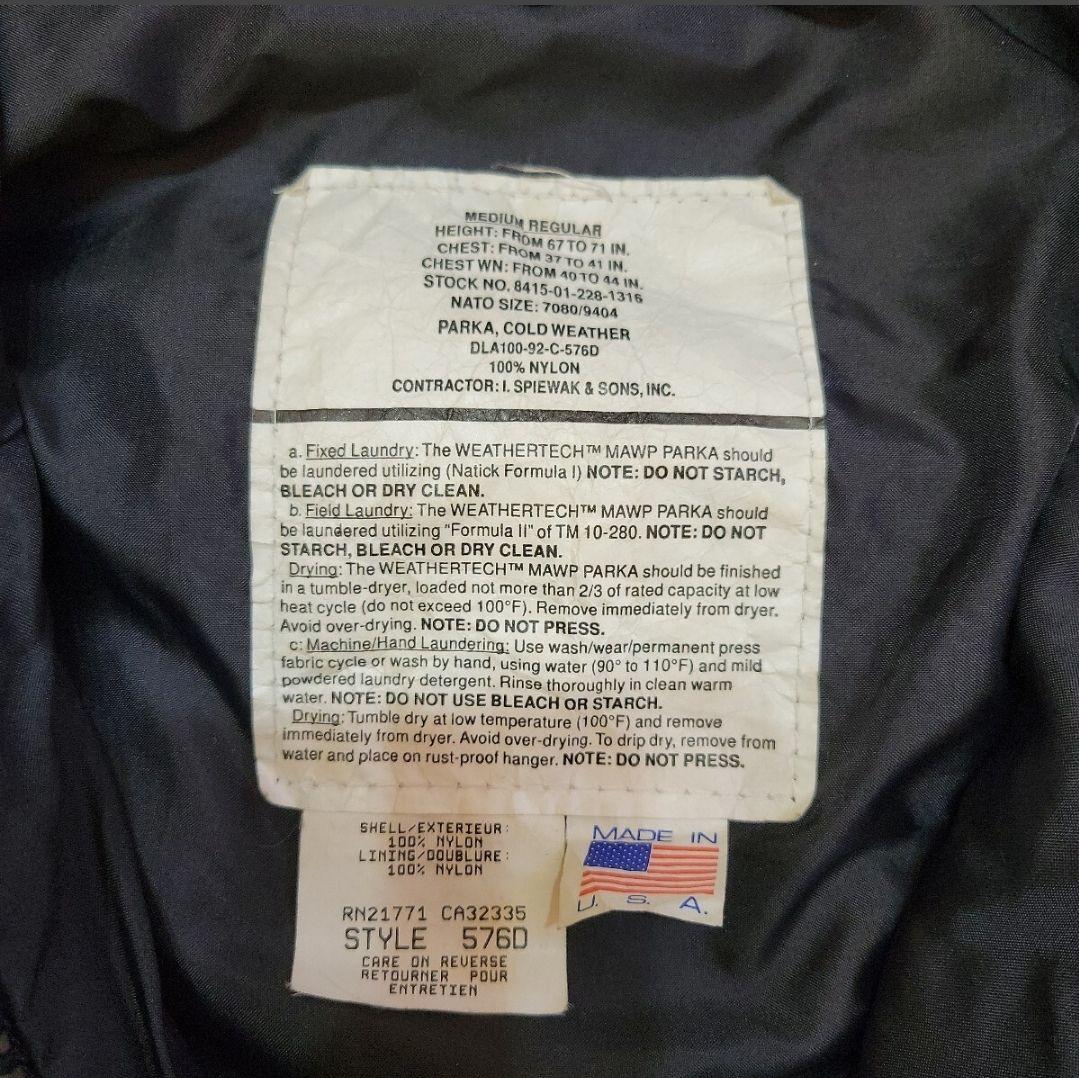 MEDIUM REGULAR
HEIGHT: FROM 67 TO 71 IN.
CHEST: FROM 37 TO 41 IN.
CHEST WN: FROM 40 TO 44 IN.
STOCK NO. 8415-01-228-1316
NATO SIZE: 7080/9404
PARKA, COLD WEATHER
DLA100-92-C-576D
100% NYLON
CONTRACTOR: I. SPIEWAK & SONS, INC.
a. Fixed Laundry: The WEATHERTECH™ MAWP PARKA should
be laundered utilizing (Natick Formula I) NOTE: DO NOT STARCH,
BLEACH OR DRY CLEAN.
b. Field Laundry: The WEATHERTECH™ MAWP PARKA should
be laundered utilizing "Formula II" of TM 10-280. NOTE: DO NOT
STARCH, BLEACH OR DRY CLEAN.
Drying: The WEATHERTECH™ MAWP PARKA should be finished
in a tumble-dryer, loaded not more than 2/3 of rated capacity at low
heat cycle (do not exceed 100°F). Remove immediately from dryer.
Avoid over-drying. NOTE: DO NOT PRESS.
c: Machine/Hand Laundering: Use wash/wear/permanent press
fabric cycle or wash by hand, using water (90° to 110°F) and mild
powdered laundry detergent. Rinse thoroughly in clean warm
water. NOTE: DO NOT USE BLEACH OR STARCH.
Drying: Tumble dry at low temperature (100°F) and remove
immediately from dryer. Avoid over-drying. To drip dry, remove from
water and place on rust-proof hanger. NOTE: DO NOT PRESS.
SHELL/EXTERIEUR:
100% NYLON
LINING/DOUBLURE:
100% NYLON
RN21771 CA32335
STYLE 576D
CARE ON REVERSE
RETOURNER POUR
ENTRETIEN
MADE IN
U. S. A.